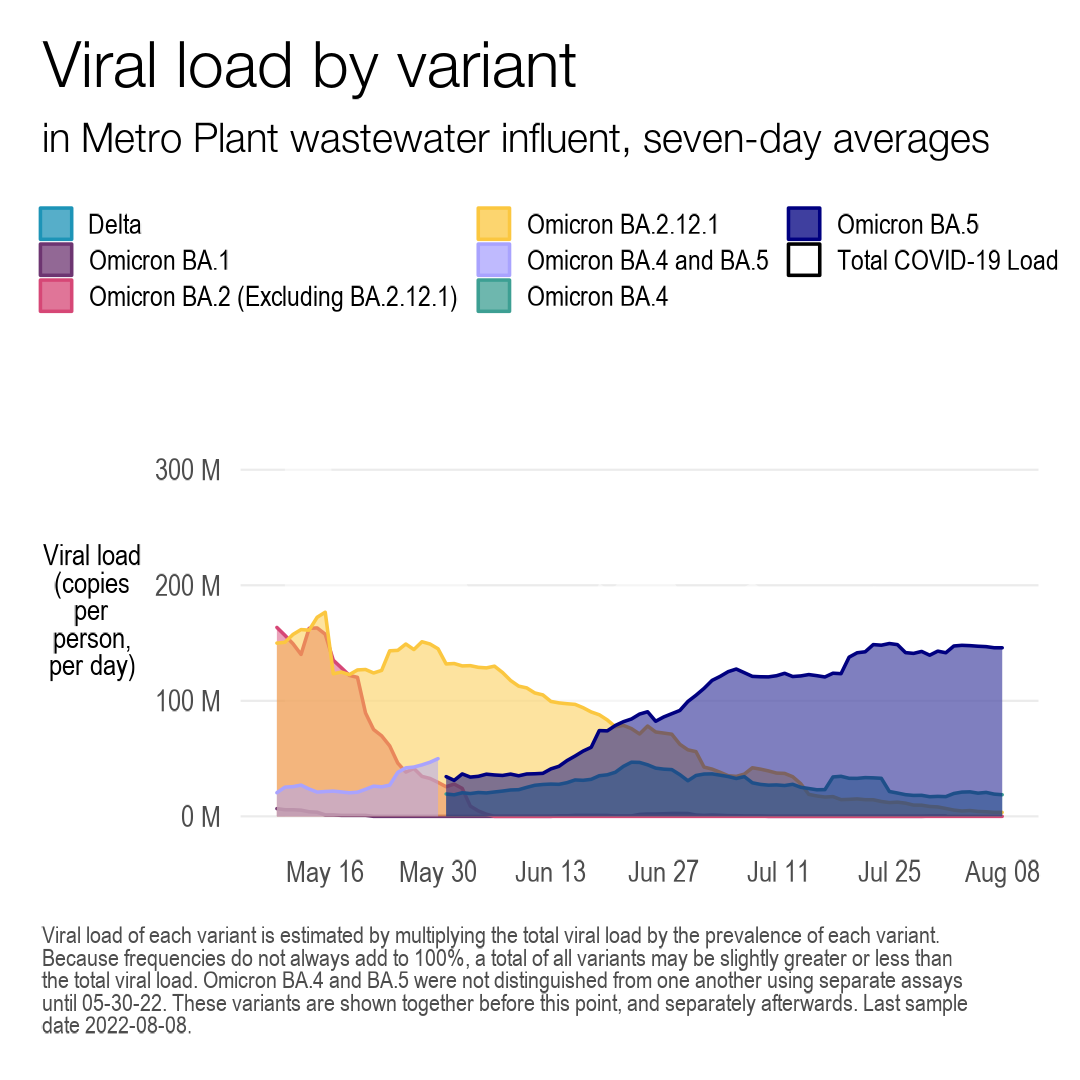 Viral load by variant
in Metro Plant wastewater influent, seven-day averages
Delta
Omicron BA.1
Omicron BA.2 (Excluding BA.2.12.1)
Omicron BA.2.12.1
Omicron BA.4 and BA.5
Omicron BA.4
Omicron BA.5
Total COVID-19 Load
300 M
200 M
100 M
0 M
Viral load
(copies
per
person,
per day)
May 16
May 30
Jun 13
Jun 27
Jul 11
Jul 25
Aug 08
Viral load of each variant is estimated by multiplying the total viral load by the prevalence of each variant.
Because frequencies do not always add to 100%, a total of all variants may be slightly greater or less than
the total viral load. Omicron BA.4 and BA.5 were not distinguished from one another using separate assays
until 05-30-22. These variants are shown together before this point, and separately afterwards. Last sample
date 2022-08-08.